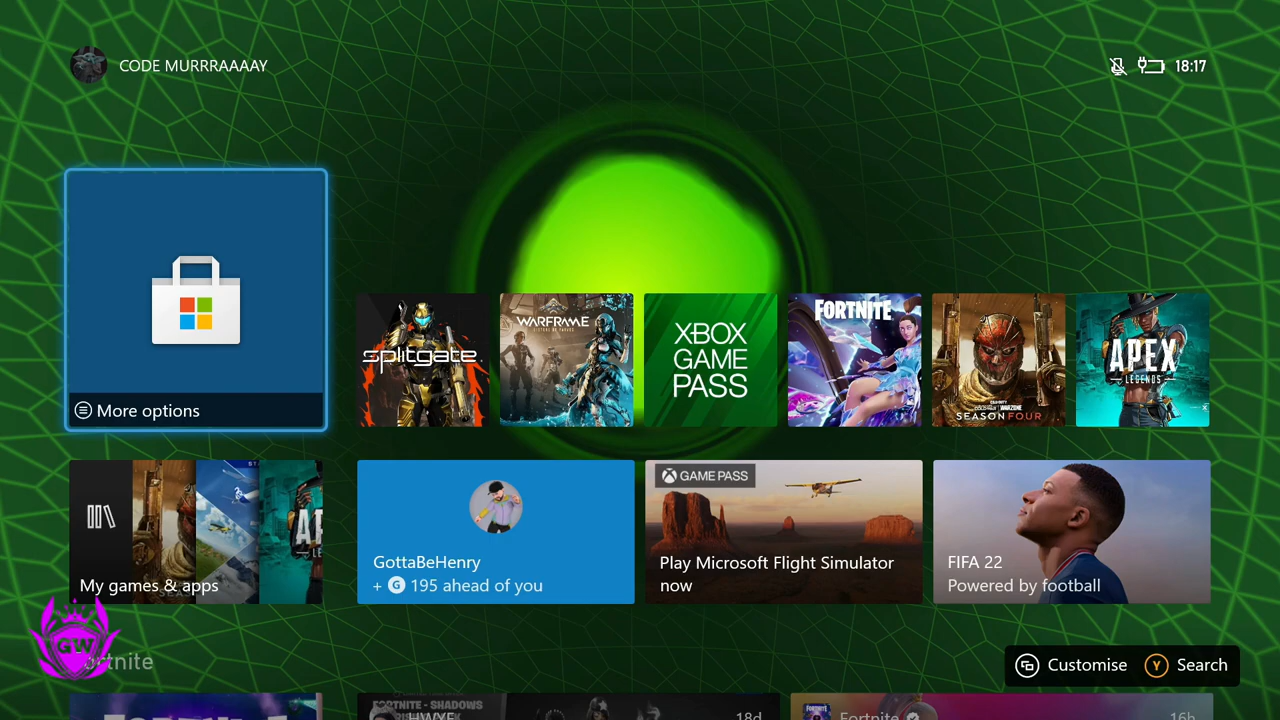 CODE MURRRAAAAY
18:17
More options
splitgate
WARFRAME
XBOX
GAME
PASS
FORTNITE
SEASON FOUR
APEX
LEGENDS
My games & apps
GottaBeHenry
+ G 195 ahead of you
GAME PASS
Play Microsoft Flight Simulator
now
FIFA 22
Powered by football
GW
Fortnite
Customise
Y Search
FORTNITE - SHADOWS
18d
Fortnite
16h